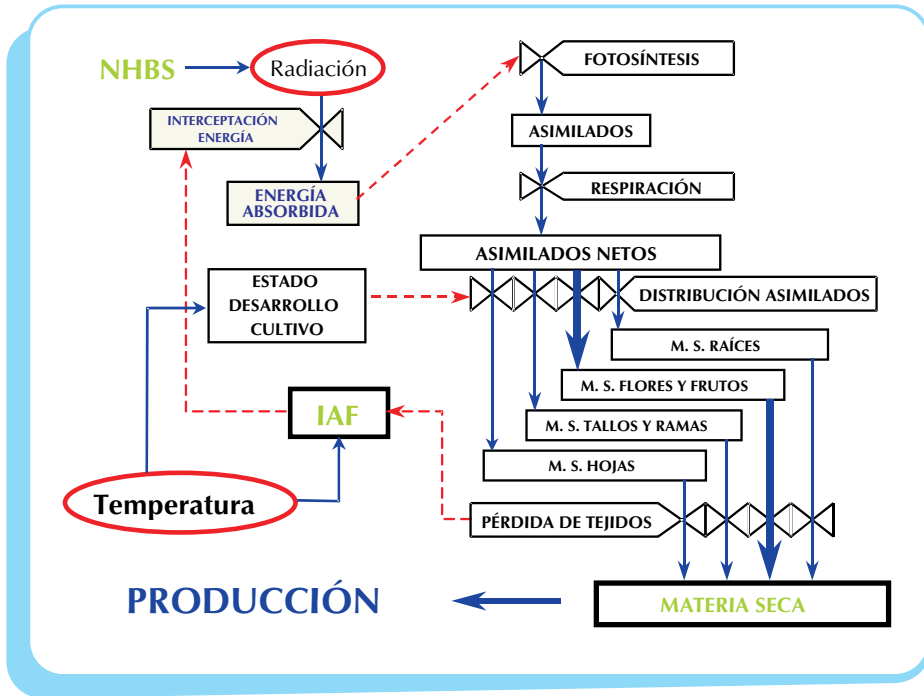 NHBS
Radiación
FOTOSÍNTESIS
INTERCEPTACIÓN
ENERGÍA
ASIMILADOS
ENERGÍA
ABSORBIDA
RESPIRACIÓN
ASIMILADOS NETOS
ESTADO
DESARROLLO
CULTIVO
DISTRIBUCIÓN ASIMILADOS
M. S. RAÍCES
M. S. FLORES Y FRUTOS
IAF
M. S. TALLOS Y RAMAS
M. S. HOJAS
Temperatura
PÉRDIDA DE TEJIDOS
PRODUCCIÓN
MATERIA SECA